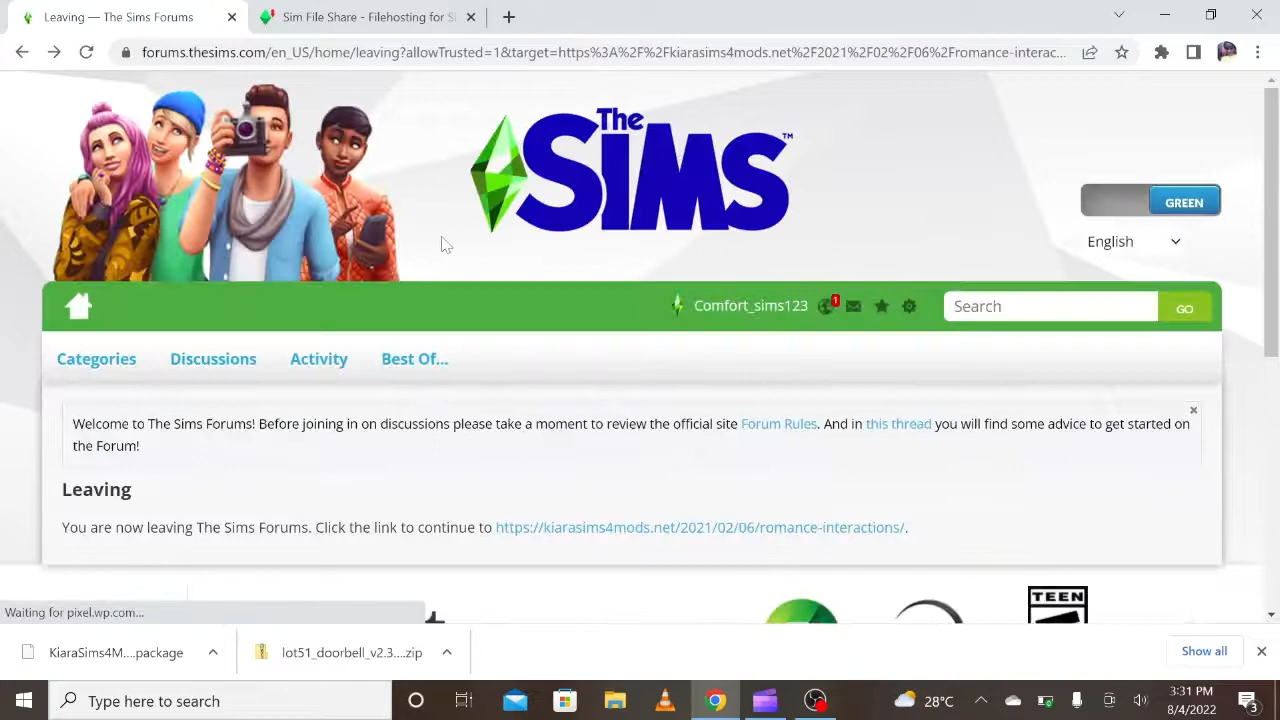 Leaving — The Sims Forums
Sim File Share - Filehosting for Si
forums.thesims.com/en_US/home/leaving?allowTrusted=1&target=https%3A%2F%2Fkiarasims4mods.net%2F2021%2F02%2F06%2Fromance-interac...
The SiMS™
GREEN
English
Comfort_sims123
1
Search
GO
Categories
Discussions
Activity
Best Of...
Welcome to The Sims Forums! Before joining in on discussions please take a moment to review the official site Forum Rules. And in this thread you will find some advice to get started on
the Forum!
Leaving
You are now leaving The Sims Forums. Click the link to continue to https://kiarasims4mods.net/2021/02/06/romance-interactions/.
TEEN
Waiting for pixel.wp.com...
KiaraSims4M....package
lot51_doorbell_v2.3....zip
Show all
Type here to search
28°C
3:31 PM
8/4/2022
3